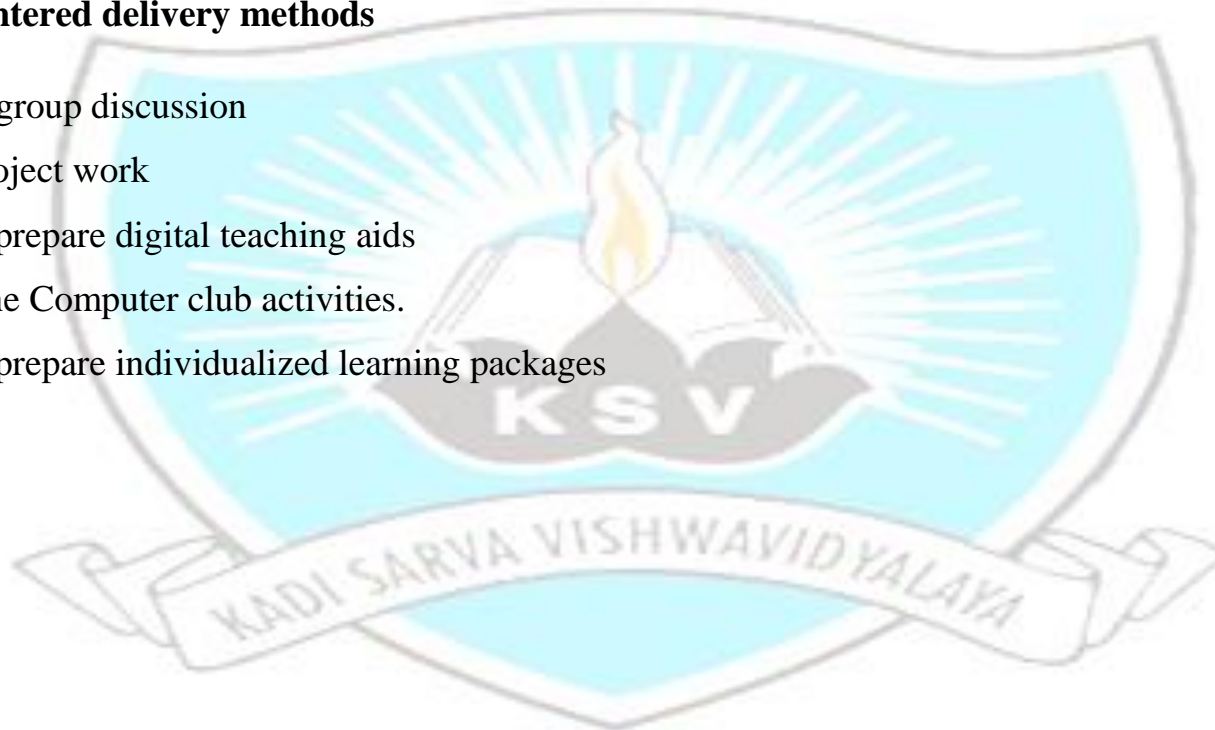 ntered delivery methods
group discussion
oject work
prepare digital teaching aids
ne Computer club activities.
prepare individualized learning packages
KSV
KADI SARVA VISHWAVIDYALAYA